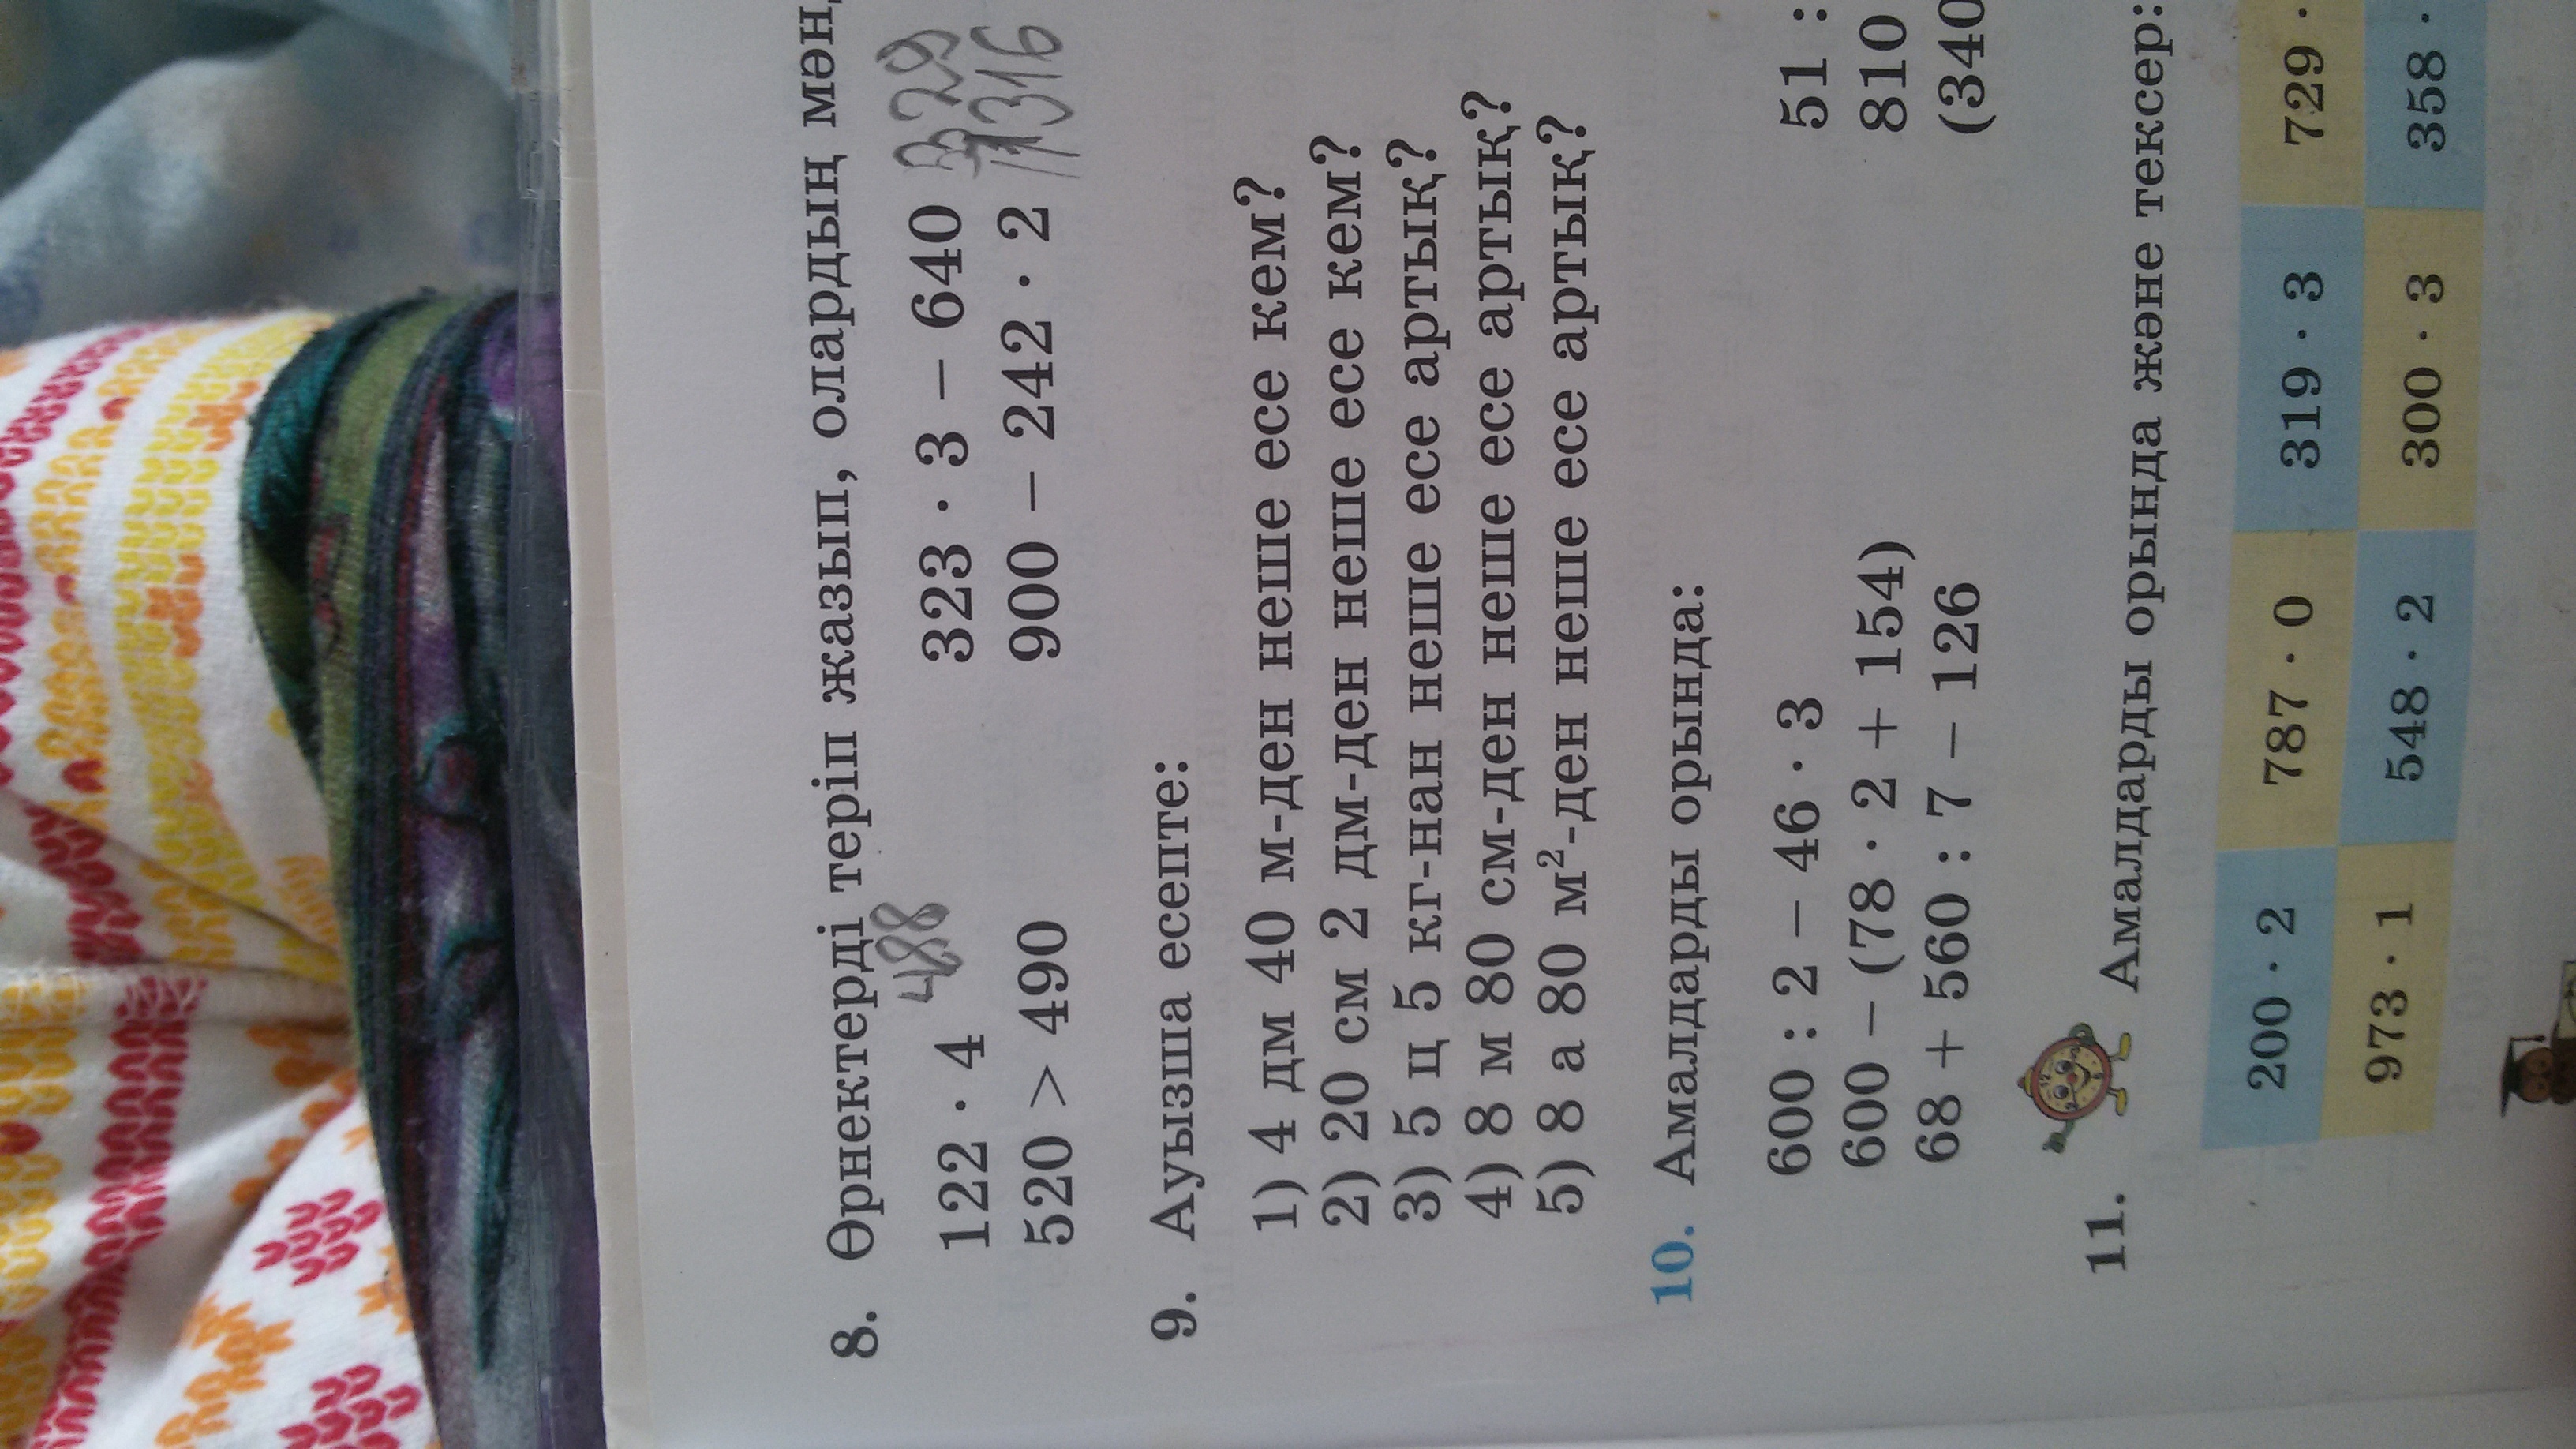 8. Өрнектерді теріп жазып, олардың мән
122 · 4 488 323 · 3 – 640 329
520 > 490 900 – 242 · 2 1316
9. Ауызша есепте:
1) 4 дм 40 м-ден неше есе кем?
2) 20 см 2 дм-ден неше есе кем?
3) 5 ц 5 кг-нан неше есе артық?
4) 8 м 80 см-ден неше есе артық?
5) 8 а 80 м²-ден неше есе артық?
10. Амалдарды орында:
600 : 2 – 46 · 3 51 :
600 – (78 · 2 + 154) 810
68 + 560 : 7 – 126 (340
11. Амалдарды орында және тексер:
200 · 2 787 · 0 319 · 3 729 ·
973 · 1 548 · 2 300 · 3 358 ·